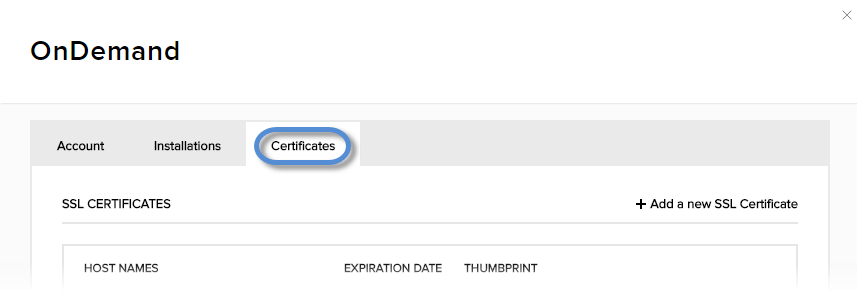 OnDemand
Account Installations Certificates
SSL CERTIFICATES + Add a new SSL Certificate
HOST NAMES EXPIRATION DATE THUMBPRINT